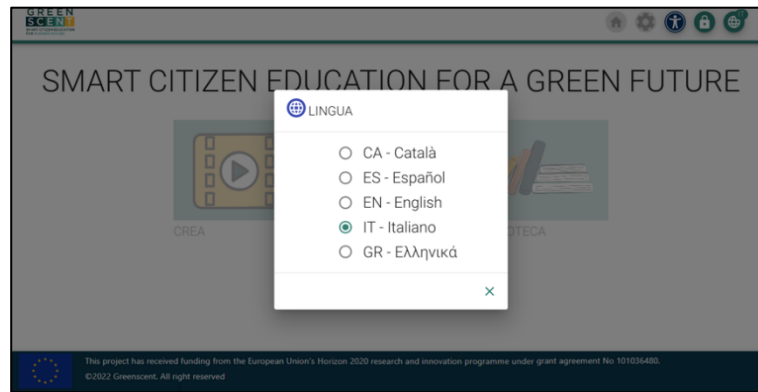 GREEN
SCENT
SMART CITIZEN EDUCATION FOR A GREEN FUTURE
LINGUA
CA - Català
ES - Español
EN - English
IT - Italiano
GR - Ελληνικά
CREA
OTECA
This project has received funding from the European Union's Horizon 2020 research and innovation programme under grant agreement No 101036480.
©2022 Greenscent. All right reserved